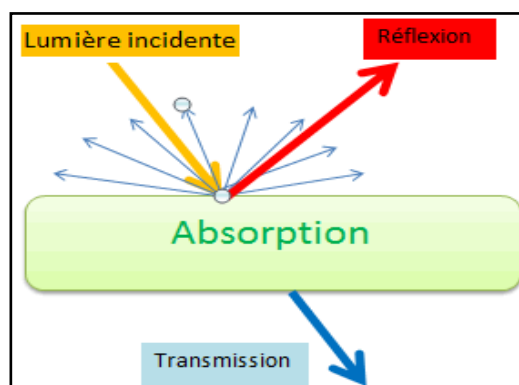 Lumière incidente
Réflexion
Absorption
Transmission